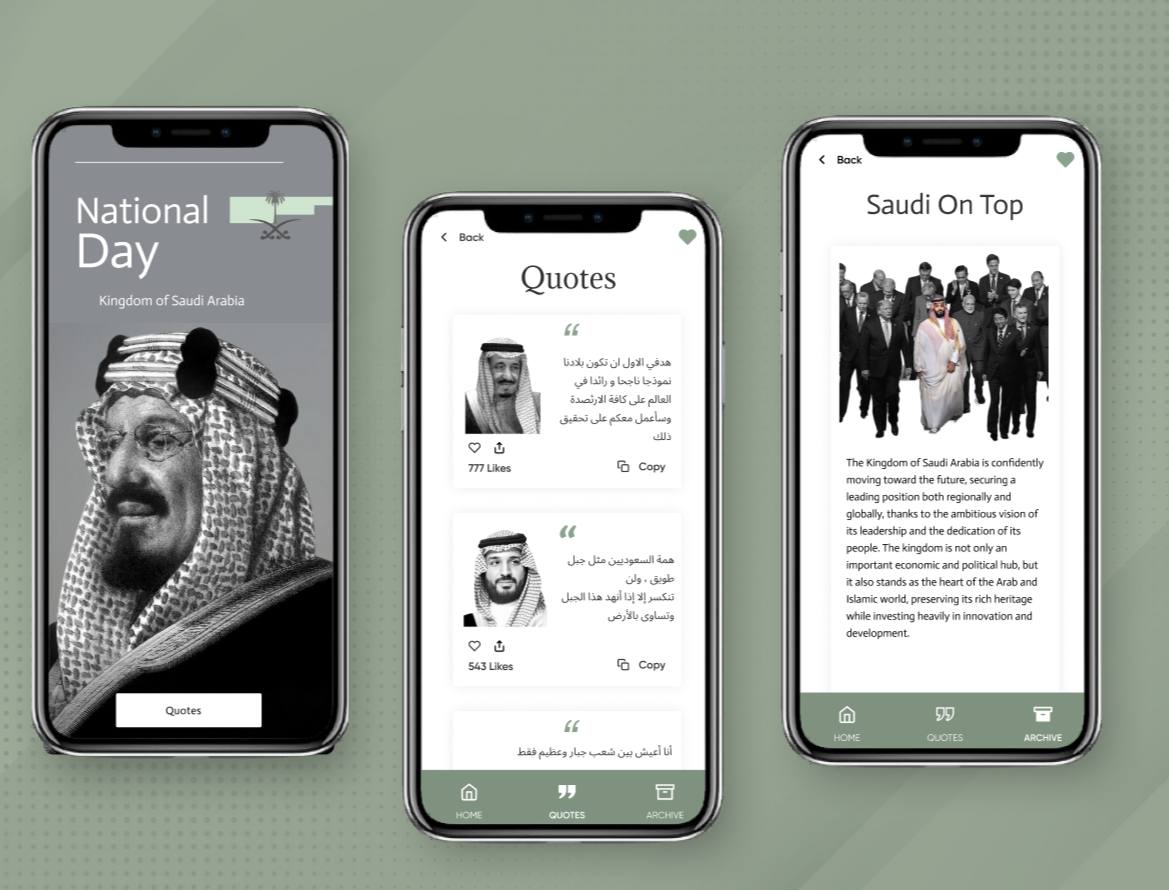 National
Day
Kingdom of Saudi Arabia
Quotes
Back
Quotes
“
هدفي الاول ان تكون بلادنا
نموذجا ناجحا و رائدا في
العالم على كافة الارتصدة
وسأعمل معكم على تحقيق
ذلك
777 Likes
Copy
“
همة السعوديين مثل جبل
طويق ، ولن
تنكسر إلا إذا أنهد هذا الجبل
وتساوى بالأرض
543 Likes
Copy
“
أنا أعيش بين شعب جبار وعظيم فقط
HOME
QUOTES
ARCHIVE
Back
Saudi On Top
The Kingdom of Saudi Arabia is confidently
moving toward the future, securing a
leading position both regionally and
globally, thanks to the ambitious vision of
its leadership and the dedication of its
people. The kingdom is not only an
important economic and political hub, but
it also stands as the heart of the Arab and
Islamic world, preserving its rich heritage
while investing heavily in innovation and
development.
HOME
QUOTES
ARCHIVE